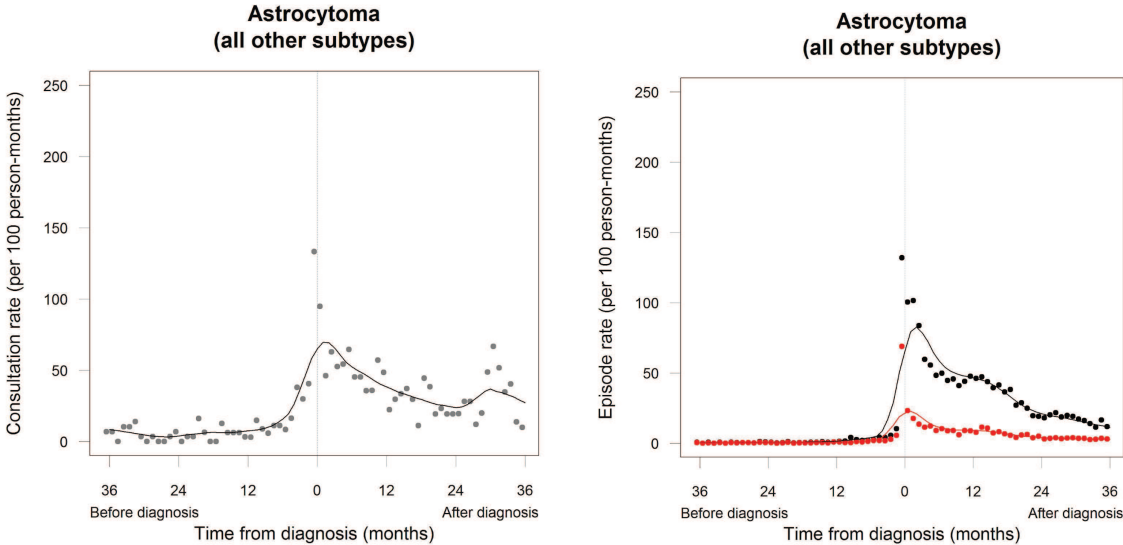 Astrocytoma
(all other subtypes)
Consultation rate (per 100 person-months)
250
200
150
100
50
0
36 24 12 0 12 24 36
Before diagnosis After diagnosis
Time from diagnosis (months)
Astrocytoma
(all other subtypes)
Episode rate (per 100 person-months)
250
200
150
100
50
0
36 24 12 0 12 24 36
Before diagnosis After diagnosis
Time from diagnosis (months)